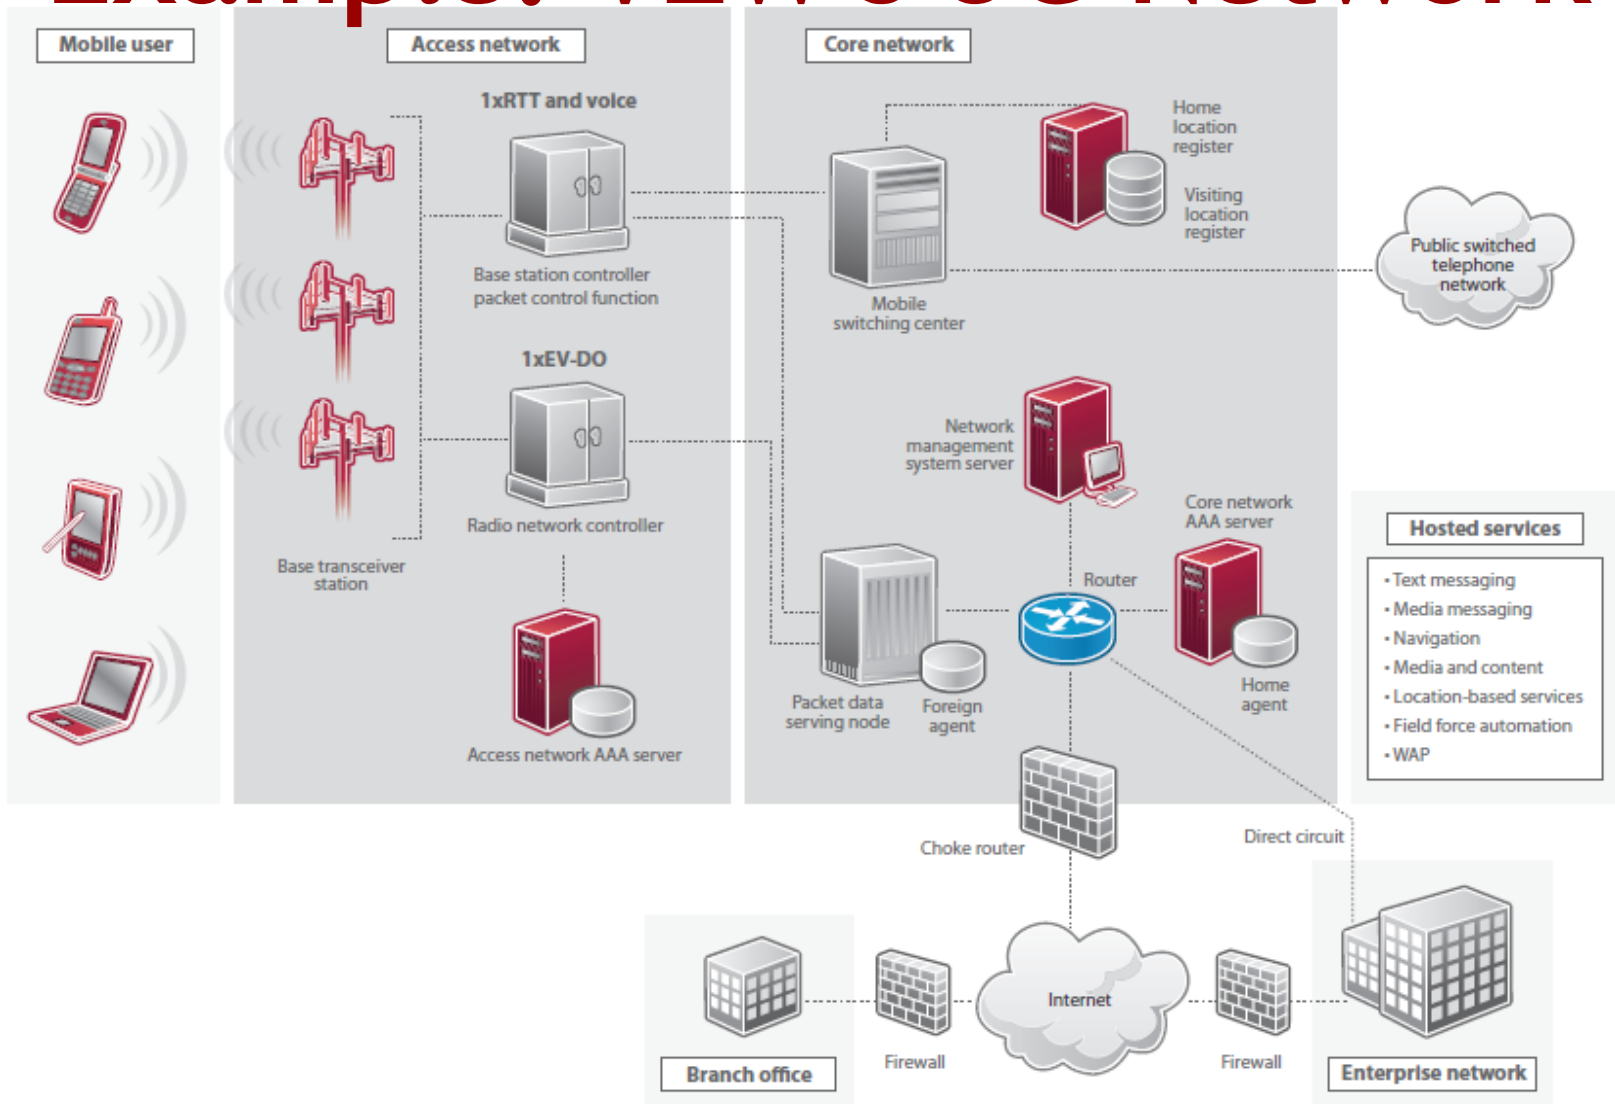 Mobile user
Access network
Core network
1xRTT and voice
Base station controller
packet control function
1xEV-DO
Radio network controller
Base transceiver
station
Access network AAA server
Home
location
register
Visiting
location
register
Mobile
switching center
Public switched
telephone
network
Network
management
system server
Core network
AAA server
Router
Packet data
serving node
Foreign
agent
Home
agent
Hosted services
• Text messaging
• Media messaging
• Navigation
• Media and content
• Location-based services
• Field force automation
• WAP
Choke router
Direct circuit
Internet
Firewall
Firewall
Branch office
Enterprise network